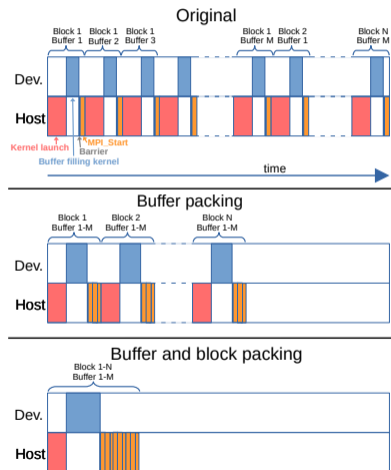 Original
Block 1 Block 1 Block 1
Buffer 1 Buffer 2 Buffer 3
Block 1 Block 2
Buffer M Buffer 1
Block N
Buffer M
Dev.
Host
MPI_Start
Kernel launch
Barrier
Buffer filling kernel
time
Buffer packing
Block 1 Block 2 Block N
Buffer 1-M Buffer 1-M Buffer 1-M
Dev.
Host
Buffer and block packing
Block 1-N
Buffer 1-M
Dev.
Host